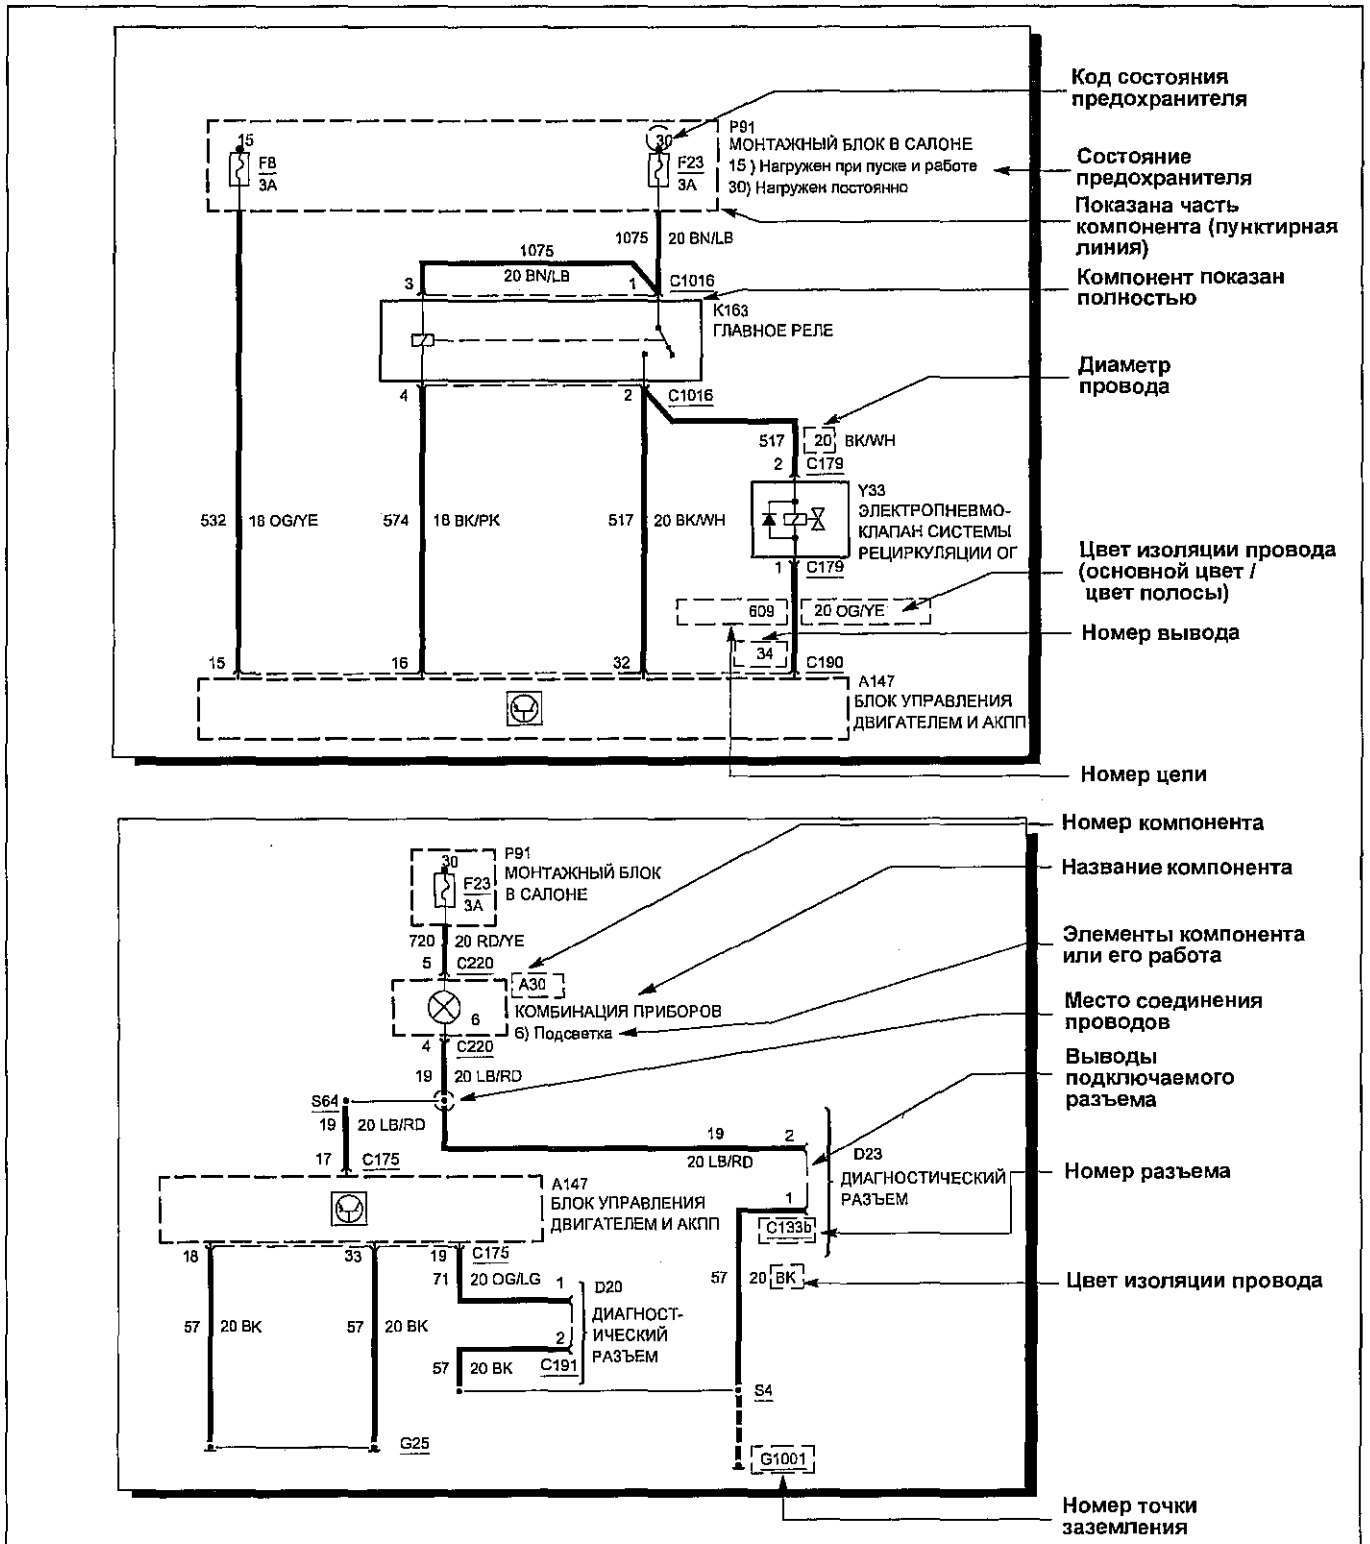 Код состояния
предохранителя
15
F8
3A
30
F23
3A
P91
МОНТАЖНЫЙ БЛОК В САЛОНЕ
15 ) Нагружен при пуске и работе
30) Нагружен постоянно
Состояние
предохранителя
Показана часть
компонента (пунктирная
линия)
1075
20 BN/LB
1075
20 BN/LB
3
1
C1016
K163
ГЛАВНОЕ РЕЛЕ
Компонент показан
полностью
4
2
C1016
Диаметр
провода
517
20
BK/WH
2
C179
Y33
ЭЛЕКТРОПНЕВМО-
КЛАПАН СИСТЕМЫ
РЕЦИРКУЛЯЦИИ ОГ
532
18 OG/YE
574
18 BK/PK
517
20 BK/WH
1
C179
Цвет изоляции провода
(основной цвет /
цвет полосы)
609
20 OG/YE
34
Номер вывода
15
16
32
C190
A147
БЛОК УПРАВЛЕНИЯ
ДВИГАТЕЛЕМ И АКПП
Номер цепи
Номер компонента
30
F23
3A
P91
МОНТАЖНЫЙ БЛОК
В САЛОНЕ
Название компонента
720
20 RD/YE
5
C220
A30
КОМБИНАЦИЯ ПРИБОРОВ
6
6) Подсветка
Элементы компонента
или его работа
4
C220
19
20 LB/RD
Место соединения
проводов
S64
19
20 LB/RD
19
20 LB/RD
2
Выводы
подключаемого
разъема
17
C175
D23
ДИАГНОСТИЧЕСКИЙ
РАЗЪЕМ
1
C133b
Номер разъема
A147
БЛОК УПРАВЛЕНИЯ
ДВИГАТЕЛЕМ И АКПП
18
33
19
C175
71
20 OG/LG
1
D20
ДИАГНОСТ-
ИЧЕСКИЙ
РАЗЪЕМ
57
20 BK
Цвет изоляции провода
57
20 BK
57
20 BK
2
57
20 BK
C191
S4
G25
G1001
Номер точки
заземления